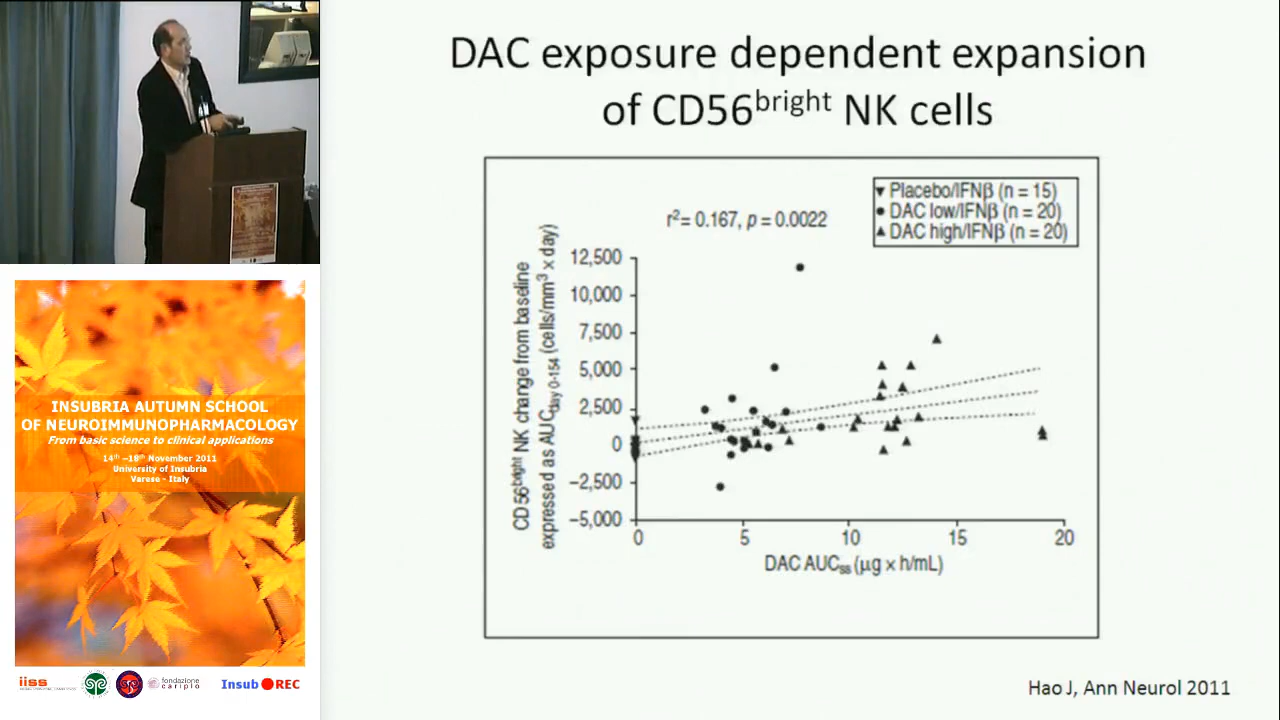 DAC exposure dependent expansion
of CD56bright NK cells
r2= 0.167, p = 0.0022
Placebo/IFNβ (n = 15)
DAC low/IFNβ (n = 20)
DAC high/IFNβ (n = 20)
CD56bright NK change from baseline
expressed as AUCday 0-154 (cells/mm3 × day)
12,500
10,000
7,500
5,000
2,500
0
−2,500
−5,000
0 5 10 15 20
DAC AUCss (µg × h/mL)
Hao J, Ann Neurol 2011
INSUBRIA AUTUMN SCHOOL
OF NEUROIMMUNOPHARMACOLOGY
From basic science to clinical applications
14th –18th November 2011
University of Insubria
Varese - Italy
iiss
fondazione
cariplo
Insub REC